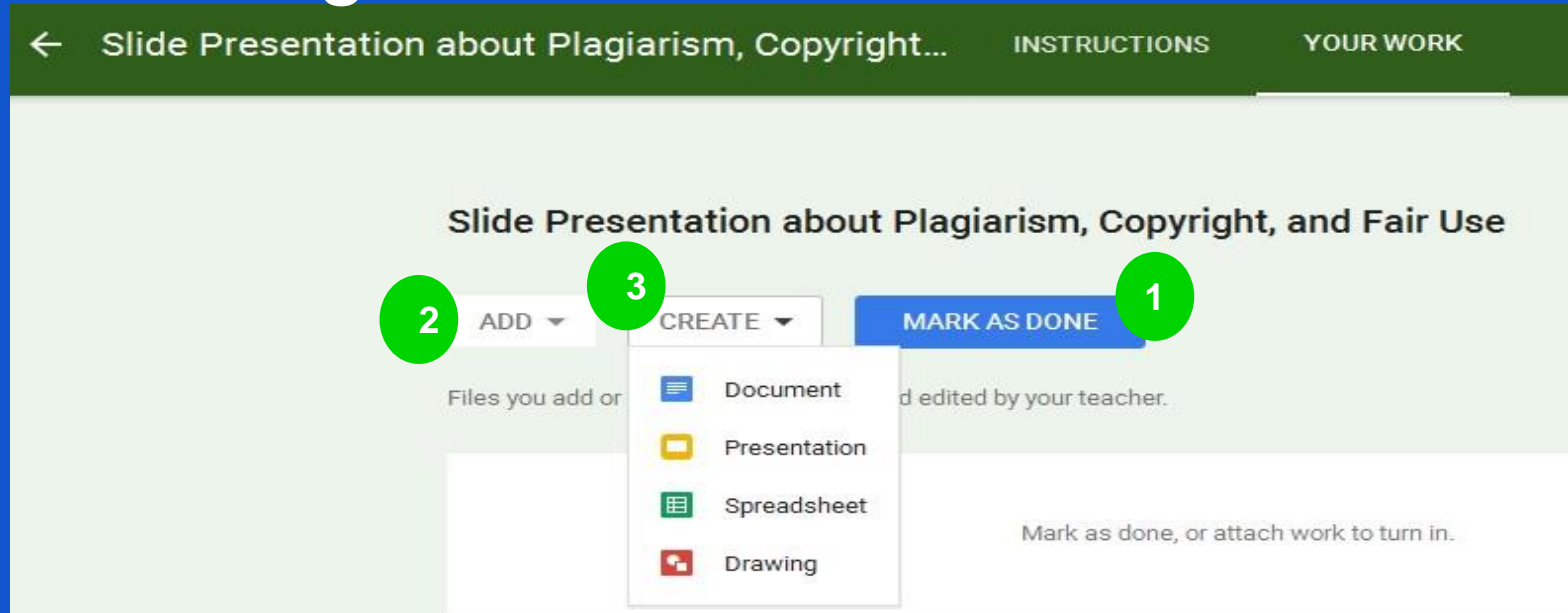 ← Slide Presentation about Plagiarism, Copyright... INSTRUCTIONS YOUR WORK
Slide Presentation about Plagiarism, Copyright, and Fair Use
2 ADD 3 CREATE MARK AS DONE 1
Files you add or d edited by your teacher.
Document
Presentation
Spreadsheet
Mark as done, or attach work to turn in.
Drawing